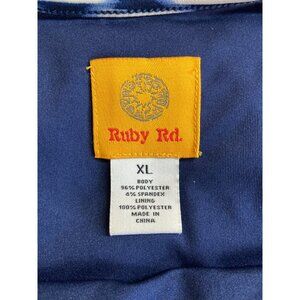 Ruby Rd.
XL
BODY
96% POLYESTER
4% SPANDEX
LINING
100% POLYESTER
MADE IN
CHINA